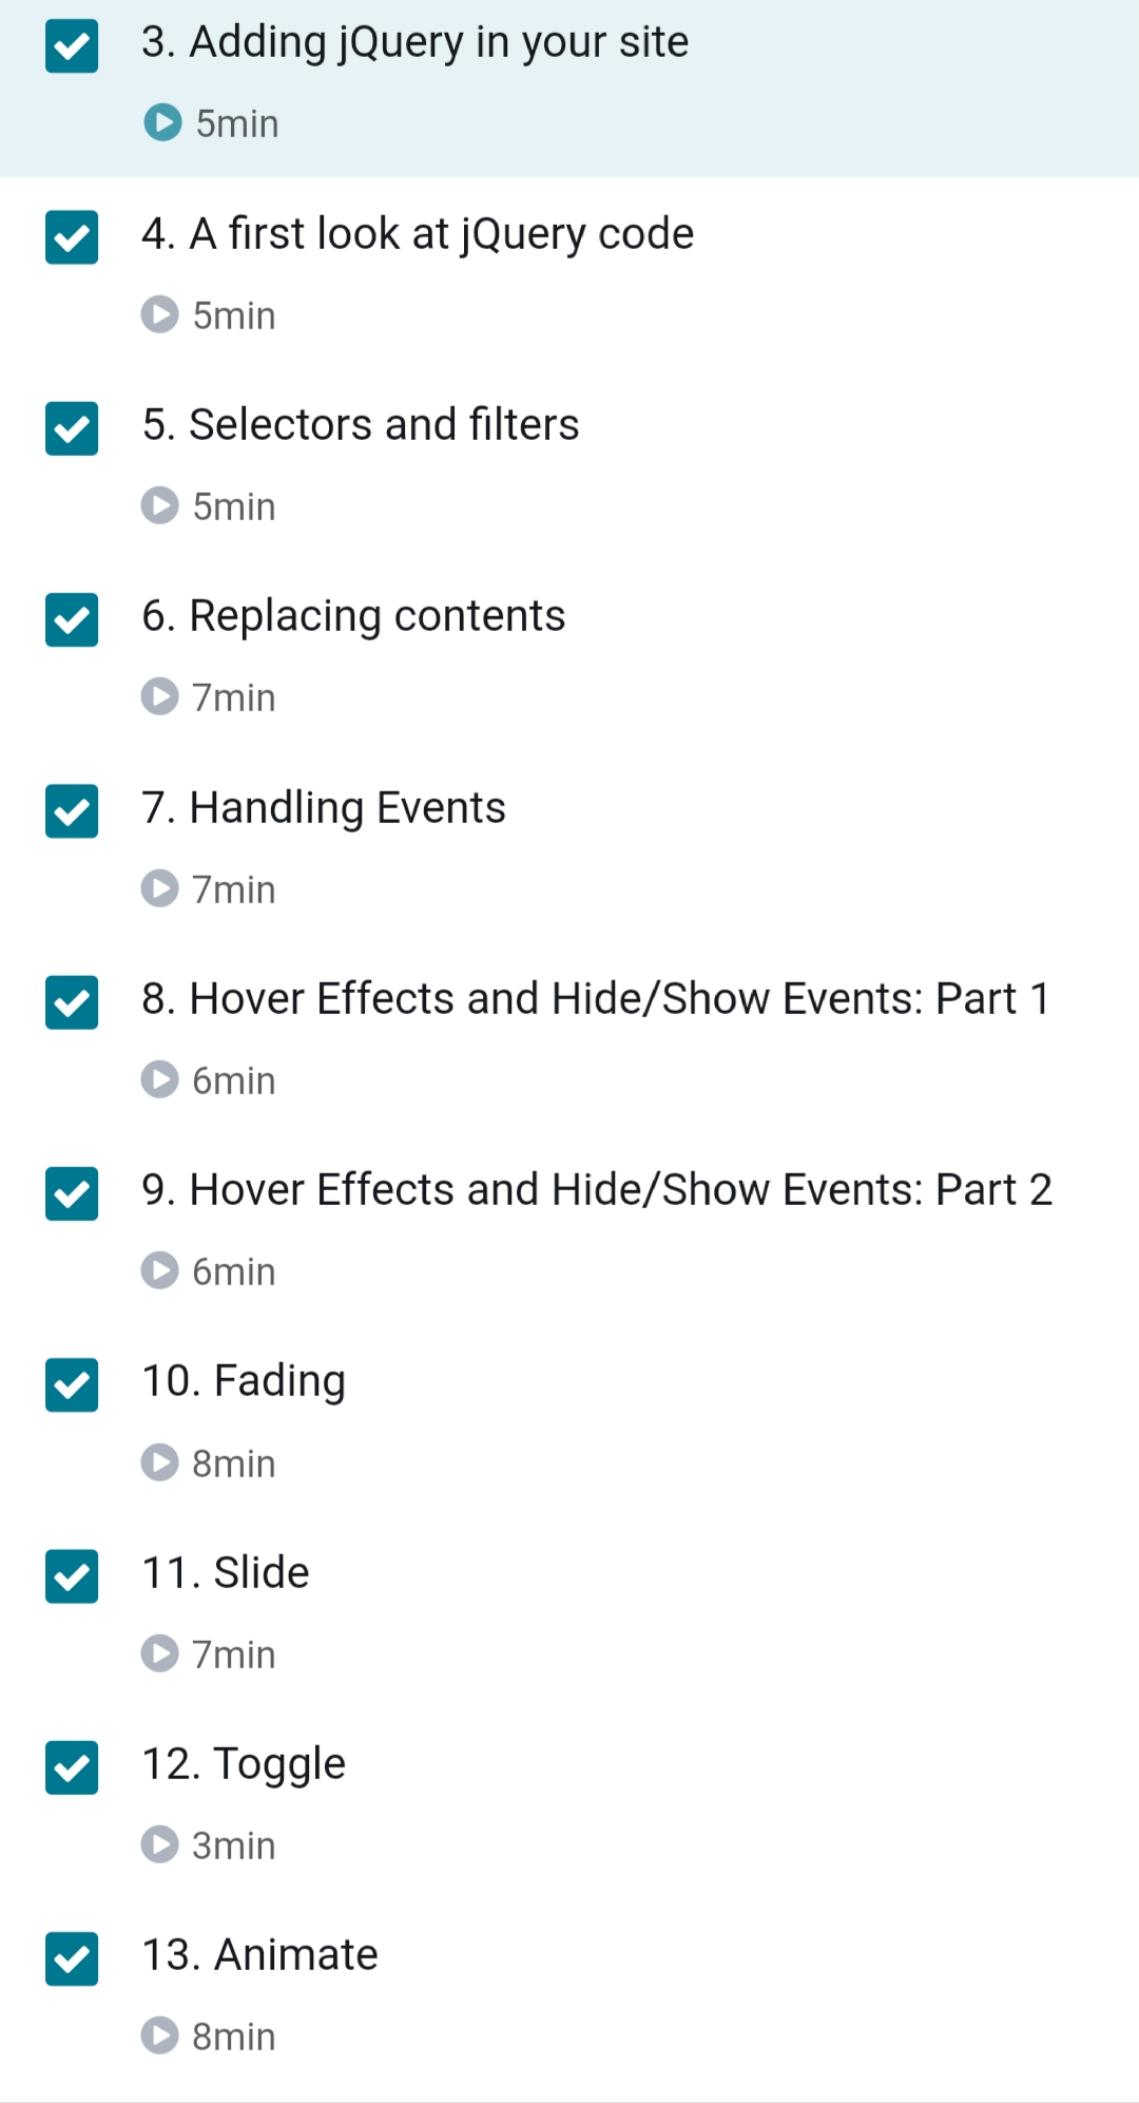 3. Adding jQuery in your site
5min
4. A first look at jQuery code
5min
5. Selectors and filters
5min
6. Replacing contents
7min
7. Handling Events
7min
8. Hover Effects and Hide/Show Events: Part 1
6min
9. Hover Effects and Hide/Show Events: Part 2
6min
10. Fading
8min
11. Slide
7min
12. Toggle
3min
13. Animate
8min